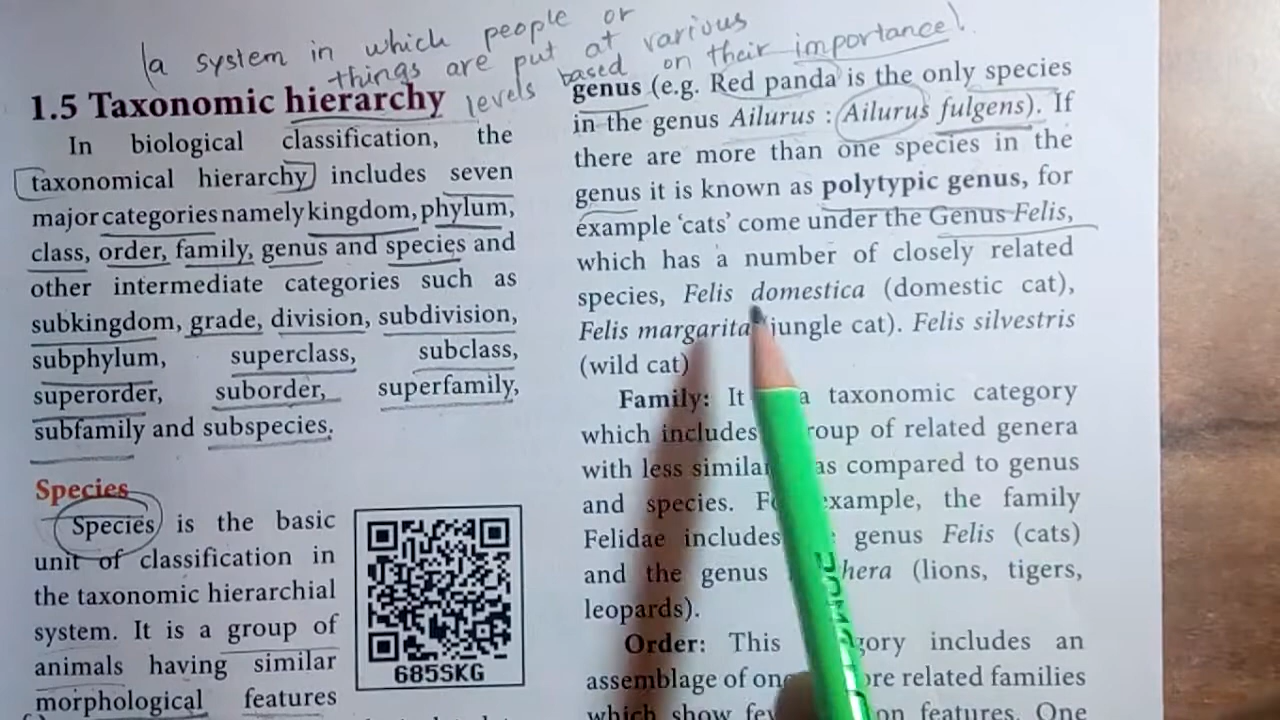 (a system in which people or
things are put at various
levels based on their importance).
1.5 Taxonomic hierarchy
In biological classification, the
taxonomical hierarchy includes seven
major categories namely kingdom, phylum,
class, order, family, genus and species and
other intermediate categories such as
subkingdom, grade, division, subdivision,
subphylum, superclass, subclass,
superorder, suborder, superfamily,
subfamily and subspecies.
Species
Species is the basic
unit of classification in
the taxonomic hierarchial
system. It is a group of
animals having similar
morphological features
685SKG
genus (e.g. Red panda is the only species
in the genus Ailurus : Ailurus fulgens). If
there are more than one species in the
genus it is known as polytypic genus, for
example ‘cats’ come under the Genus Felis,
which has a number of closely related
species, Felis domestica (domestic cat),
Felis margarita (jungle cat). Felis silvestris
(wild cat)
Family: It a taxonomic category
which includes group of related genera
with less as compared to genus
and species. example, the family
Felidae includes genus Felis (cats)
and the genus (lions, tigers,
leopards).
Order: This includes an
assemblage of related families
which show features. One